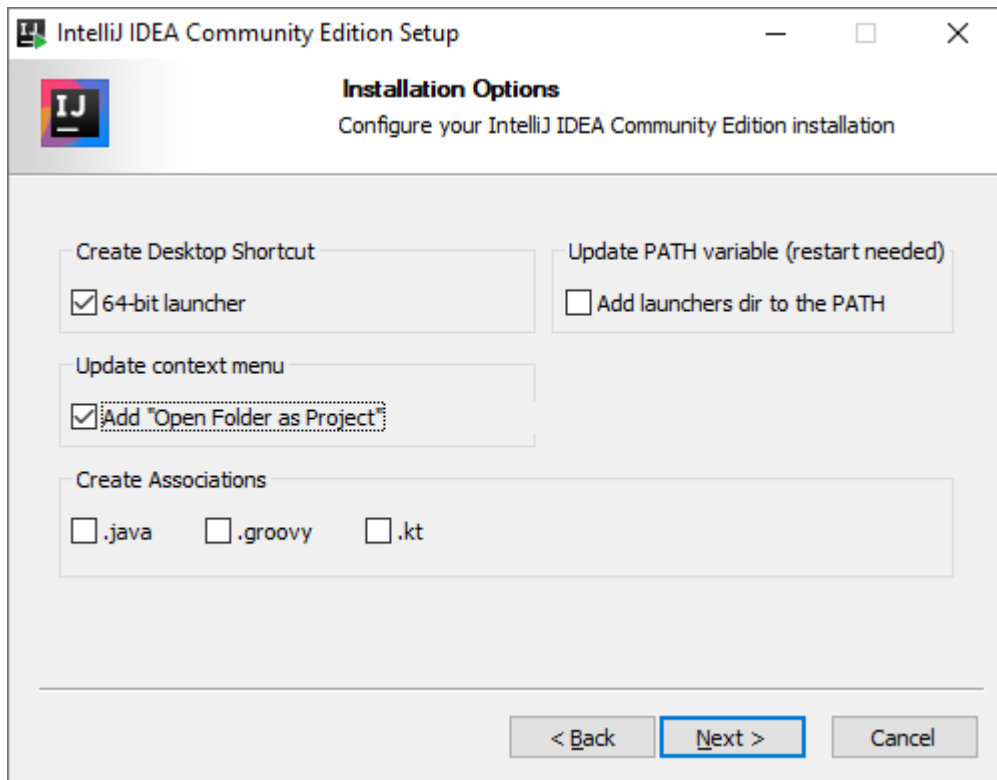 IntelliJ IDEA Community Edition Setup
IJ
Installation Options
Configure your IntelliJ IDEA Community Edition installation
Create Desktop Shortcut
64-bit launcher
Update PATH variable (restart needed)
Add launchers dir to the PATH
Update context menu
Add "Open Folder as Project"
Create Associations
.java .groovy .kt
< Back Next > Cancel